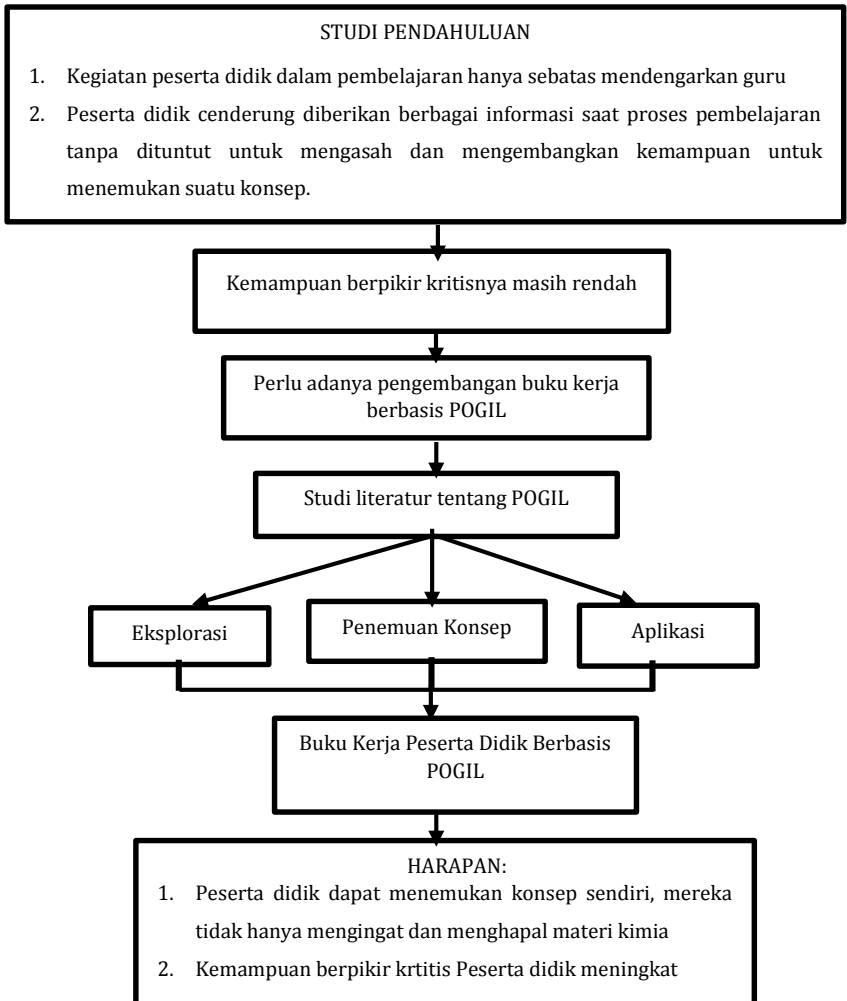 STUDI PENDAHULUAN
1. Kegiatan peserta didik dalam pembelajaran hanya sebatas mendengarkan guru
2. Peserta didik cenderung diberikan berbagai informasi saat proses pembelajaran
tanpa dituntut untuk mengasah dan mengembangkan kemampuan untuk
menemukan suatu konsep.
Kemampuan berpikir kritisnya masih rendah
Perlu adanya pengembangan buku kerja
berbasis POGIL
Studi literatur tentang POGIL
Eksplorasi
Penemuan Konsep
Aplikasi
Buku Kerja Peserta Didik Berbasis
POGIL
HARAPAN:
1. Peserta didik dapat menemukan konsep sendiri, mereka
tidak hanya mengingat dan menghapal materi kimia
2. Kemampuan berpikir krtitis Peserta didik meningkat